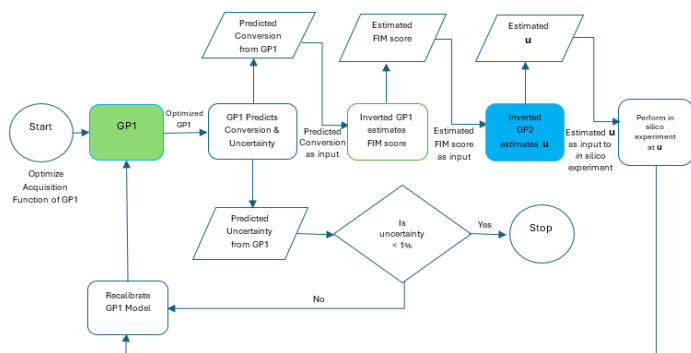 Predicted
Conversion
from GP1
Estimated
FIM score
Estimated
u
Start
GP1
Optimized
GP1
GP1 Predicts
Conversion &
Uncertainty
Predicted
Conversion
as input
Inverted GP1
estimates
FIM score
Estimated
FIM score
as input
Inverted
GP2
estimates u
Estimated u
as input to
in silico
experiment
Perform in
silico
experiment
at u
Optimize
Acquisition
Function of GP1
Predicted
Uncertainty
from GP1
Is
uncertainty
< 1%
Yes
Stop
No
Recalibrate
GP1 Model